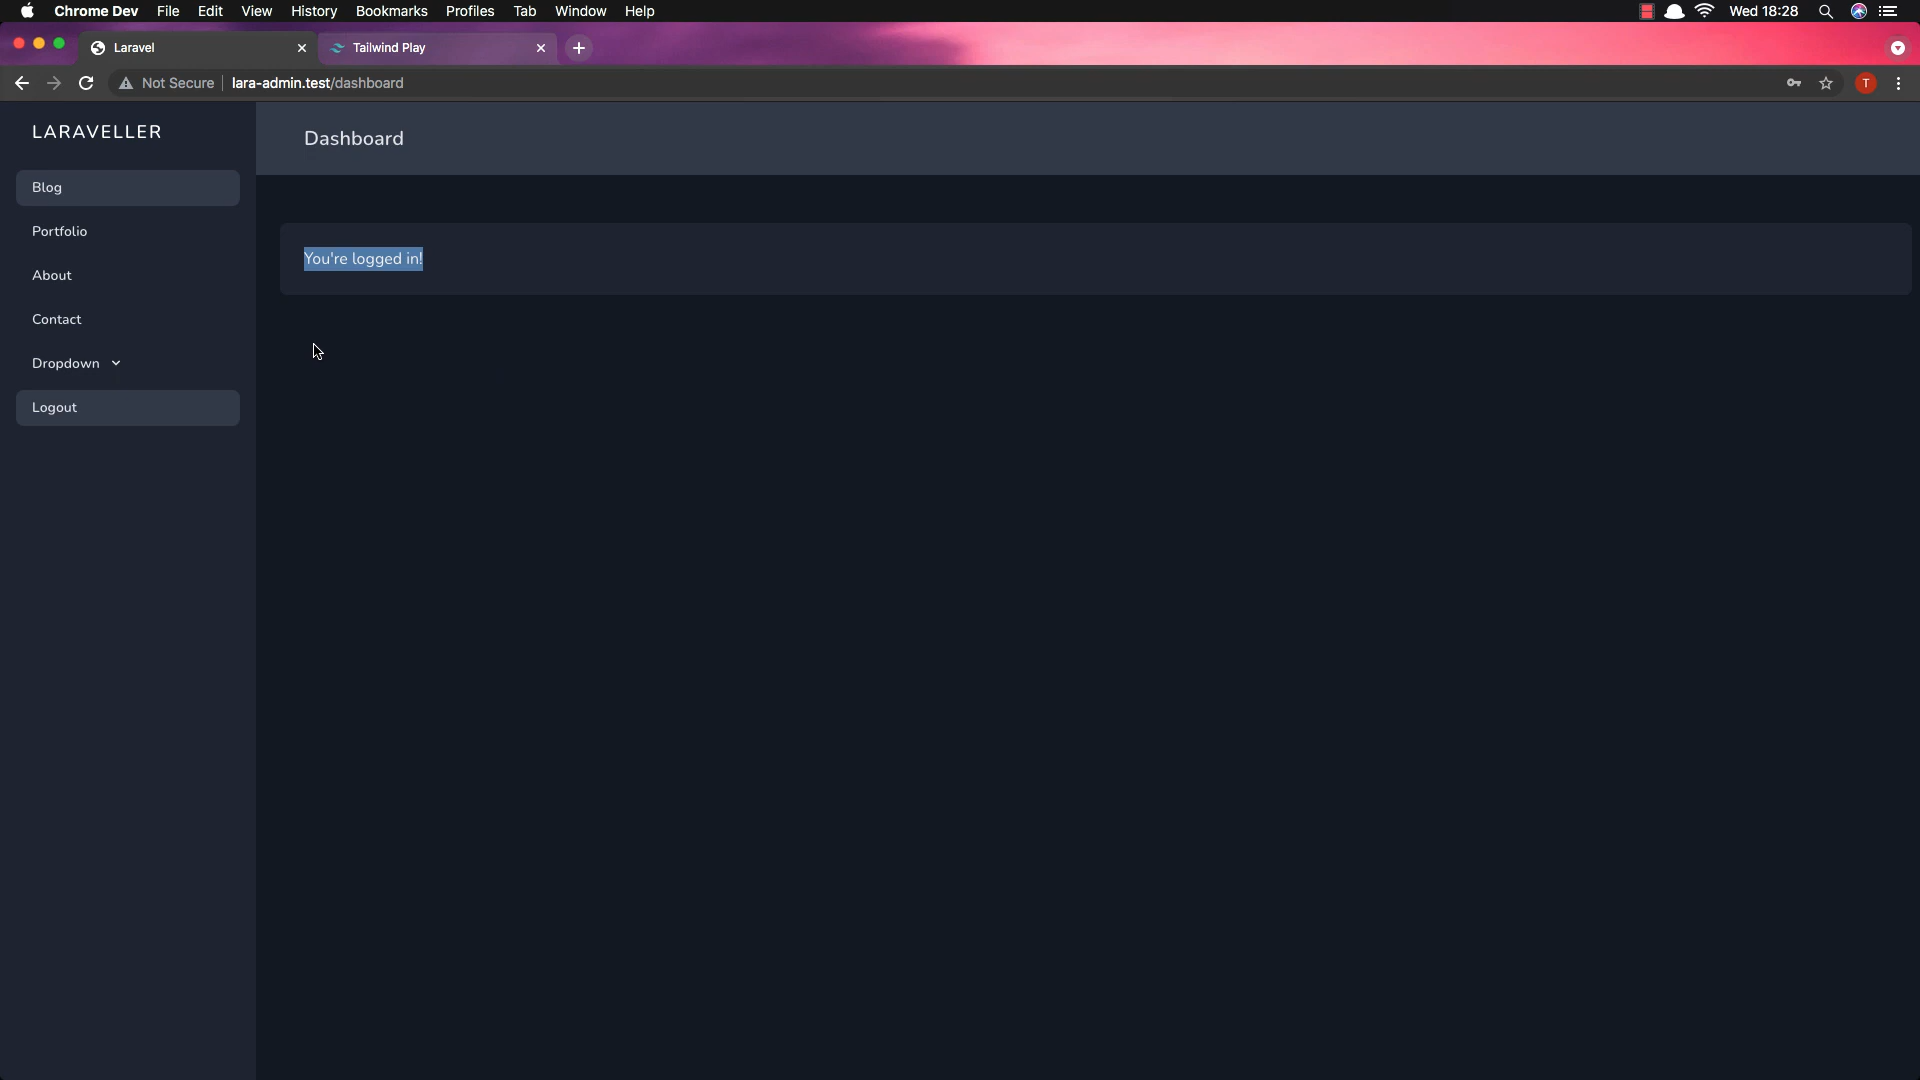 Chrome Dev File Edit View History Bookmarks Profiles Tab Window Help Wed 18:28
Laravel Tailwind Play
Not Secure lara-admin.test/dashboard T
LARAVELLER
Dashboard
Blog
Portfolio
About
Contact
Dropdown
Logout
You're logged in!